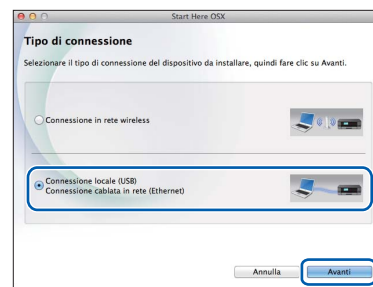 Start Here OSX
Tipo di connessione
Selezionare il tipo di connessione del dispositivo da installare, quindi fare clic su Avanti.
Connessione in rete wireless
Connessione locale (USB)
Connessione cablata in rete (Ethernet)
Annulla
Avanti